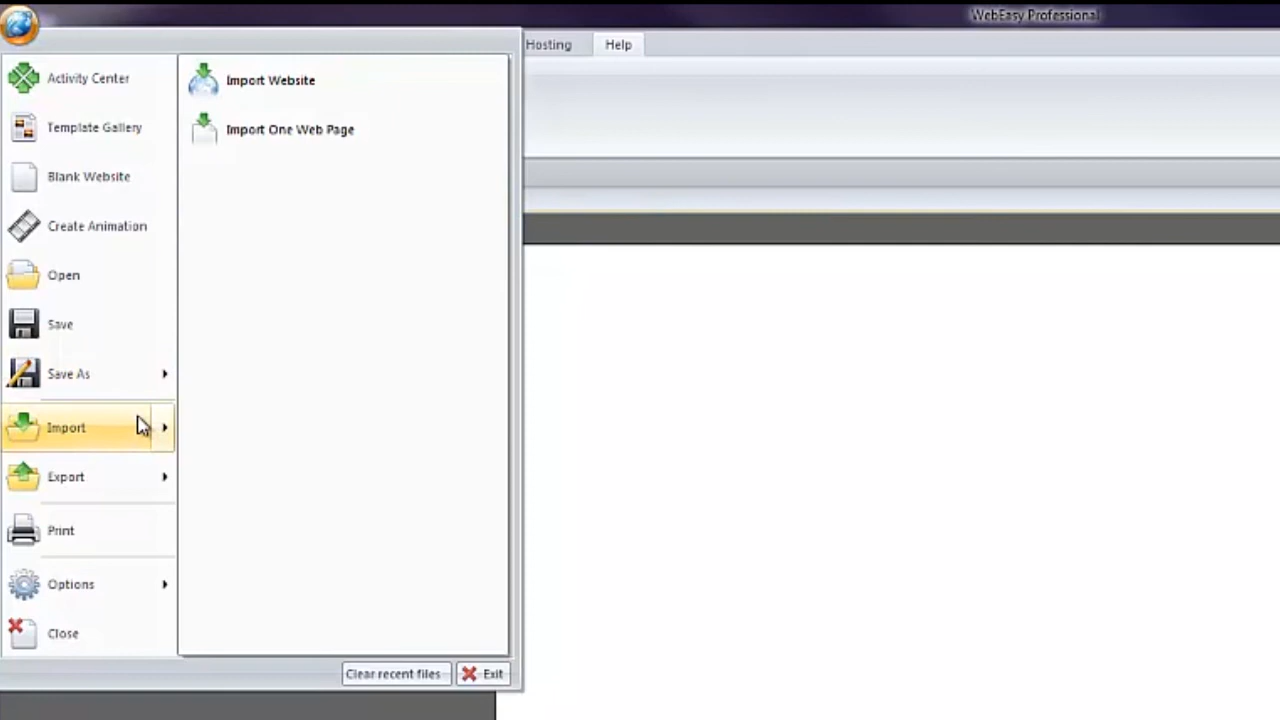 WebEasy Professional
Hosting
Help
Activity Center
Template Gallery
Blank Website
Create Animation
Open
Save
Save As
Import
Export
Print
Options
Close
Import Website
Import One Web Page
Clear recent files
Exit